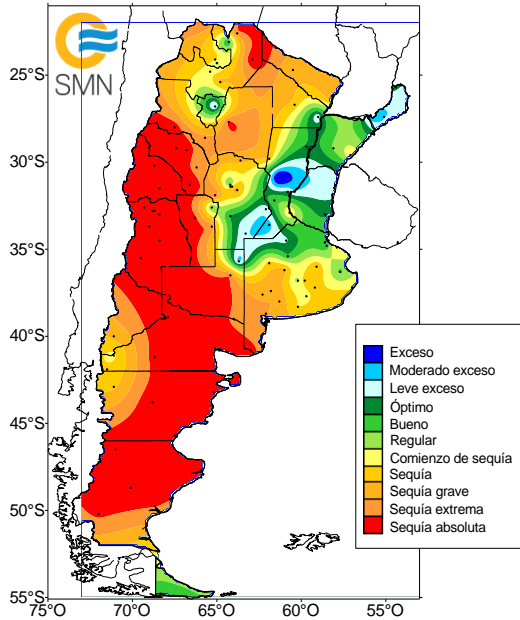 SMN
25°S
30°S
35°S
40°S
45°S
50°S
55°S
75°O
70°O
65°O
60°O
55°O
Exceso
Moderado exceso
Leve exceso
Óptimo
Bueno
Regular
Comienzo de sequía
Sequía
Sequía grave
Sequía extrema
Sequía absoluta